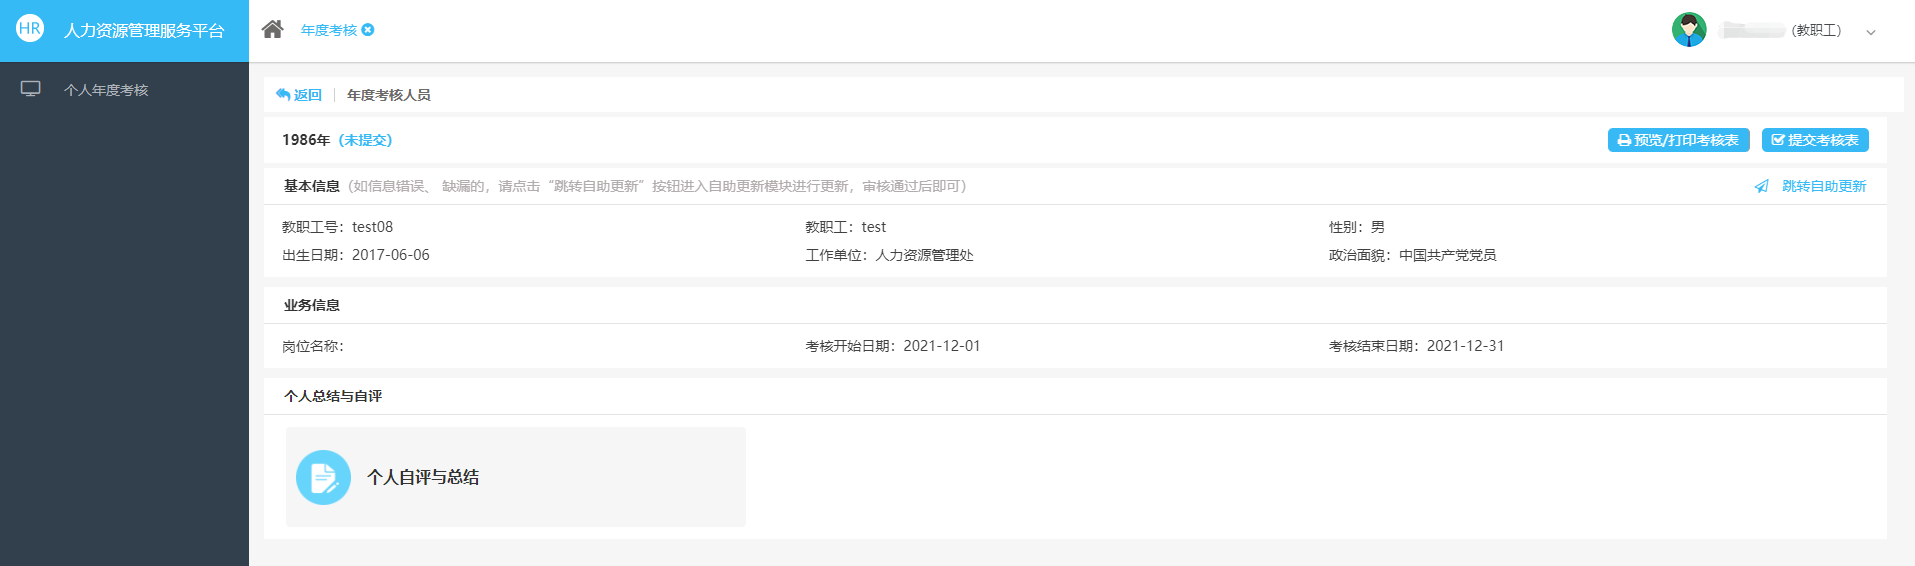 HR 人力资源管理服务平台
年度考核
(教职工)
个人年度考核
返回 年度考核人员
1986年 (未提交)
预览/打印考核表 提交考核表
基本信息 (如信息错误、 缺漏的，请点击“跳转自助更新”按钮进入自助更新模块进行更新，审核通过后即可)
跳转自助更新
教职工号：test08 教职工：test 性别：男
出生日期：2017-06-06 工作单位：人力资源管理处 政治面貌：中国共产党党员
业务信息
岗位名称： 考核开始日期：2021-12-01 考核结束日期：2021-12-31
个人总结与自评
个人自评与总结